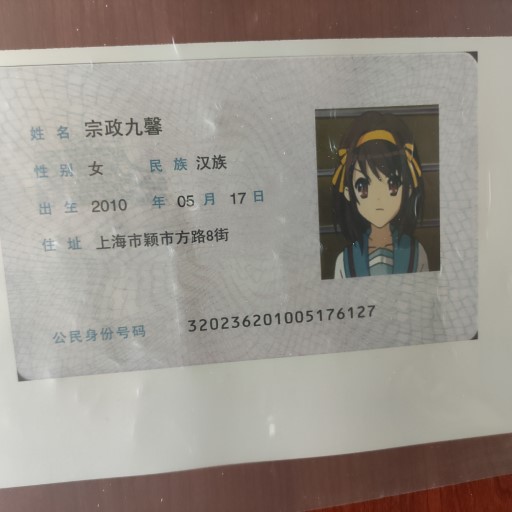 姓名 宗政九馨
性别 女 民族 汉族
出生 2010 年 05 月 17 日
住址 上海市颖市方路8街
公民身份号码 320236201005176127